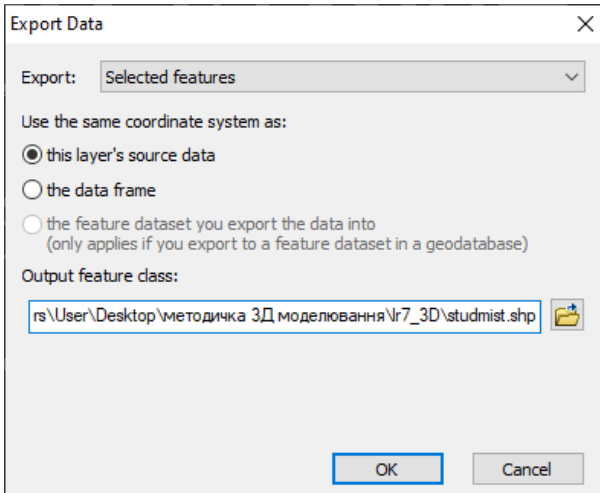 Export Data
Export: Selected features
Use the same coordinate system as:
this layer's source data
the data frame
the feature dataset you export the data into
(only applies if you export to a feature dataset in a geodatabase)
Output feature class:
rs\User\Desktop\методичка 3Д моделювання\lr7_3D\studmist.shp
OK Cancel